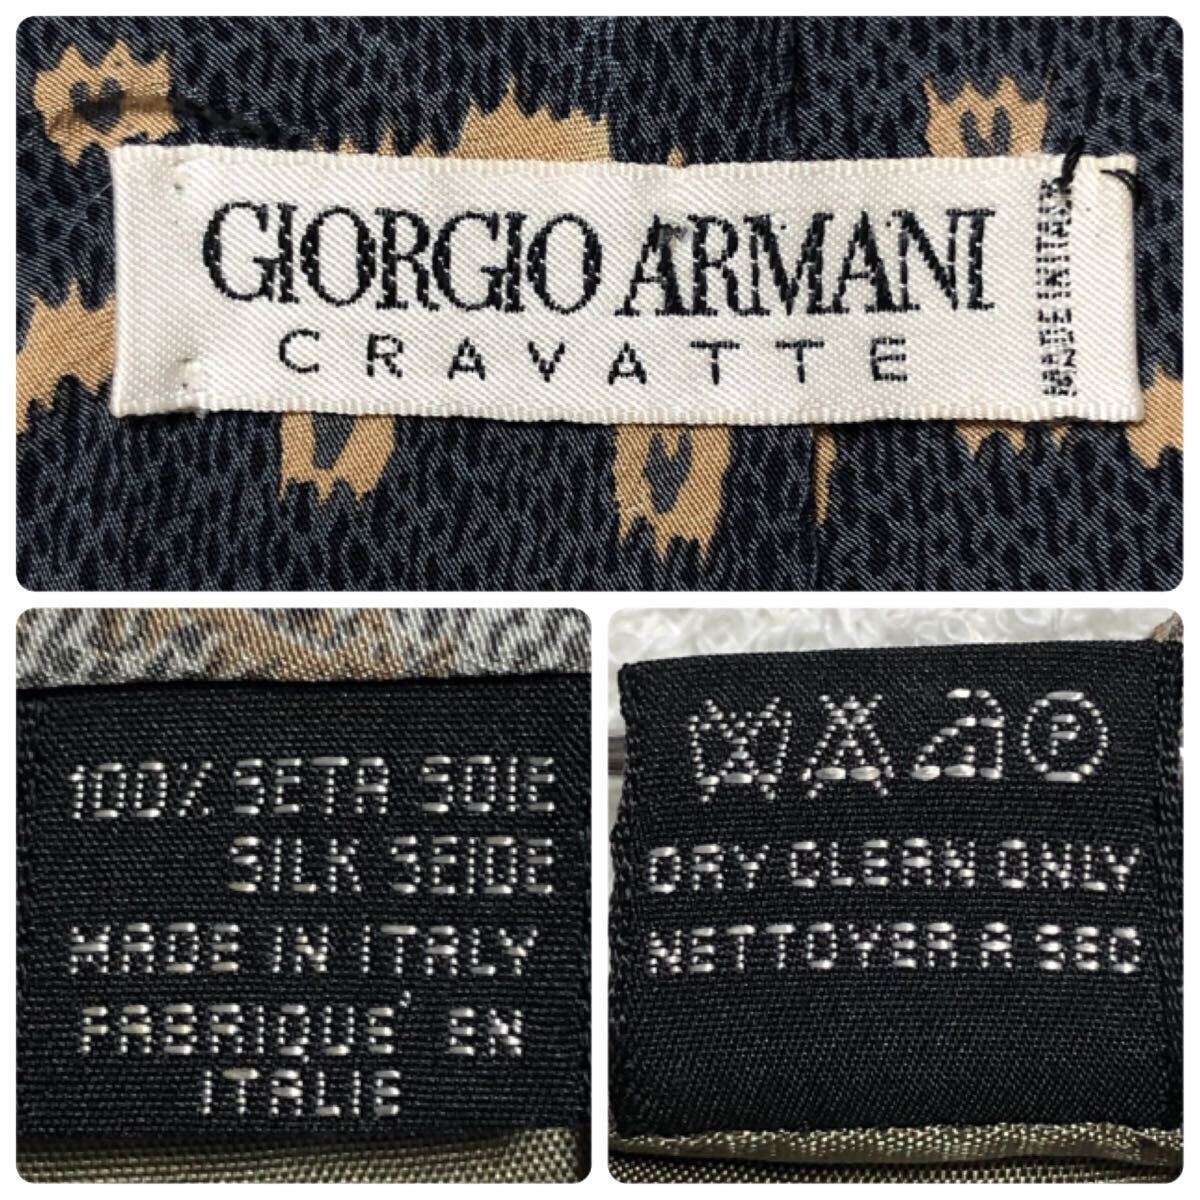 GIORGIO ARMANI
CRAVATTE
MADE IN ITALY
100% SETA SOIE
SILK SEIDE
MADE IN ITALY
FABRIQUE' EN
ITALIE
P
DRY CLEAN ONLY
NETTOYER A SEC